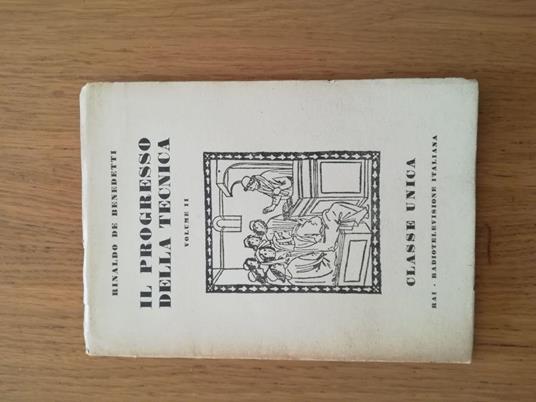 RINALDO DE BENEDETTI
IL PROGRESSO
DELLA TECNICA
VOLUME II
CLASSE UNICA
RAI - RADIOTELEVISIONE ITALIANA